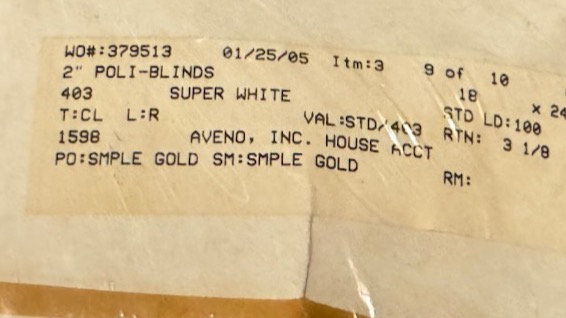 WO#:379513 01/25/05 Itm:3 9 of 10
2" POLI-BLINDS
403 SUPER WHITE 18 x 24
T:CL L:R VAL:STD/403 STD LD:100
1598 AVENO, INC. HOUSE ACCT RTN: 3 1/8
PO:SMPLE GOLD SM:SMPLE GOLD RM: